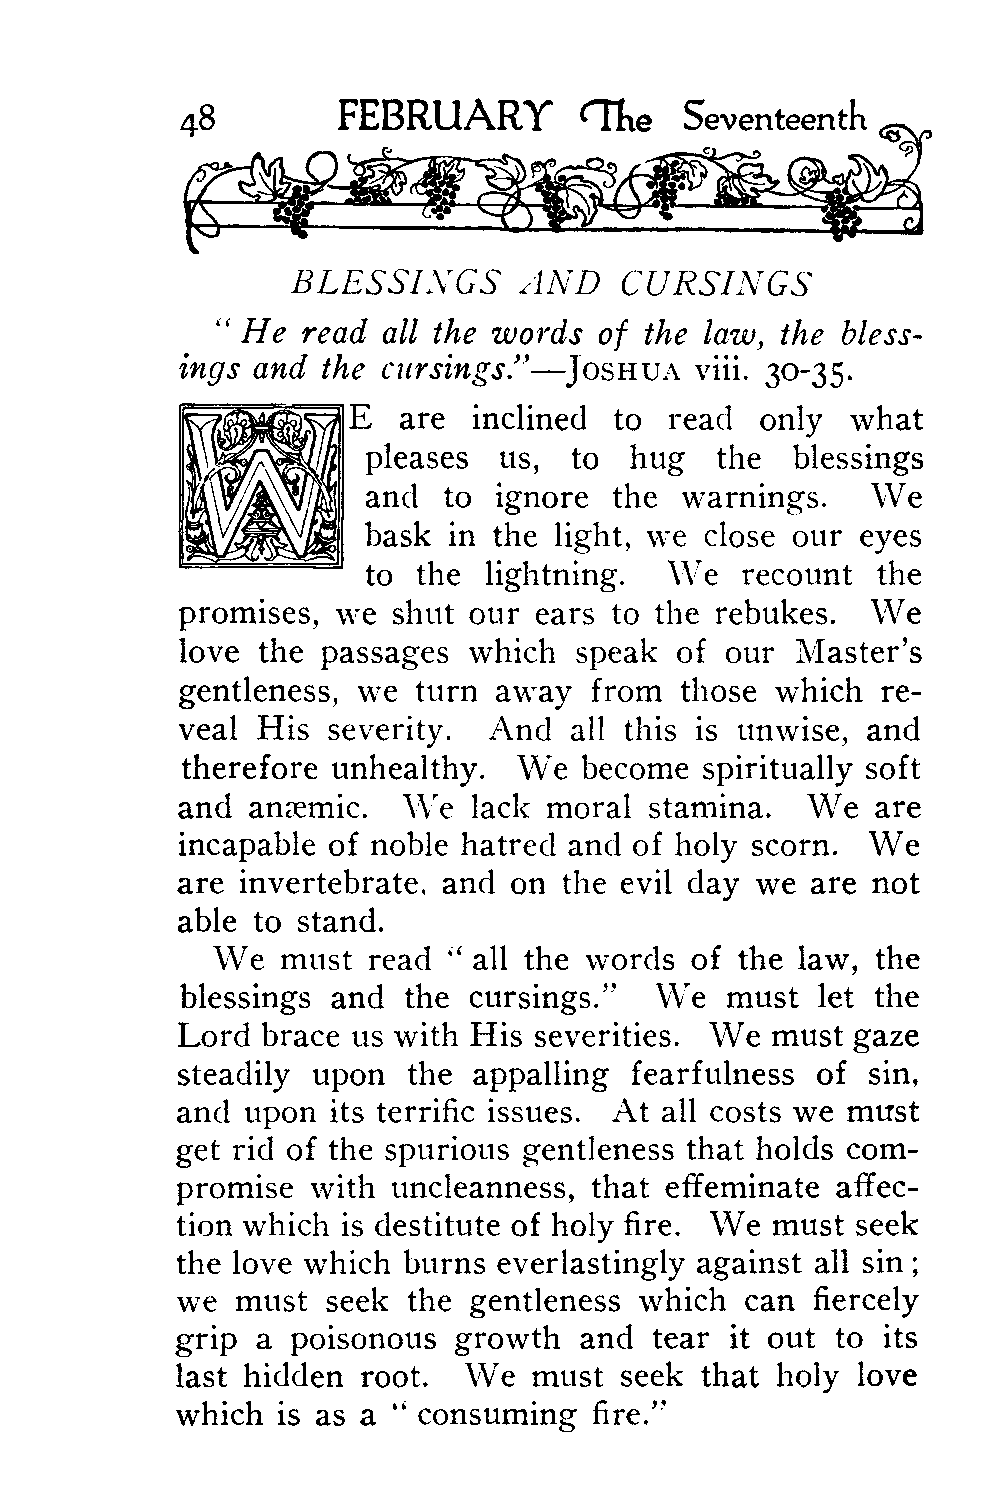 48 FEBRUARY The Seventeenth
BLESSINGS AND CURSINGS
“ He read all the words of the law, the bless-
ings and the cursings.”—JOSHUA viii. 30-35.
WE are inclined to read only what
pleases us, to hug the blessings
and to ignore the warnings. We
bask in the light, we close our eyes
to the lightning. We recount the
promises, we shut our ears to the rebukes. We
love the passages which speak of our Master’s
gentleness, we turn away from those which re-
veal His severity. And all this is unwise, and
therefore unhealthy. We become spiritually soft
and anæmic. We lack moral stamina. We are
incapable of noble hatred and of holy scorn. We
are invertebrate, and on the evil day we are not
able to stand.
We must read “ all the words of the law, the
blessings and the cursings.” We must let the
Lord brace us with His severities. We must gaze
steadily upon the appalling fearfulness of sin,
and upon its terrific issues. At all costs we must
get rid of the spurious gentleness that holds com-
promise with uncleanness, that effeminate affec-
tion which is destitute of holy fire. We must seek
the love which burns everlastingly against all sin ;
we must seek the gentleness which can fiercely
grip a poisonous growth and tear it out to its
last hidden root. We must seek that holy love
which is as a “ consuming fire.”